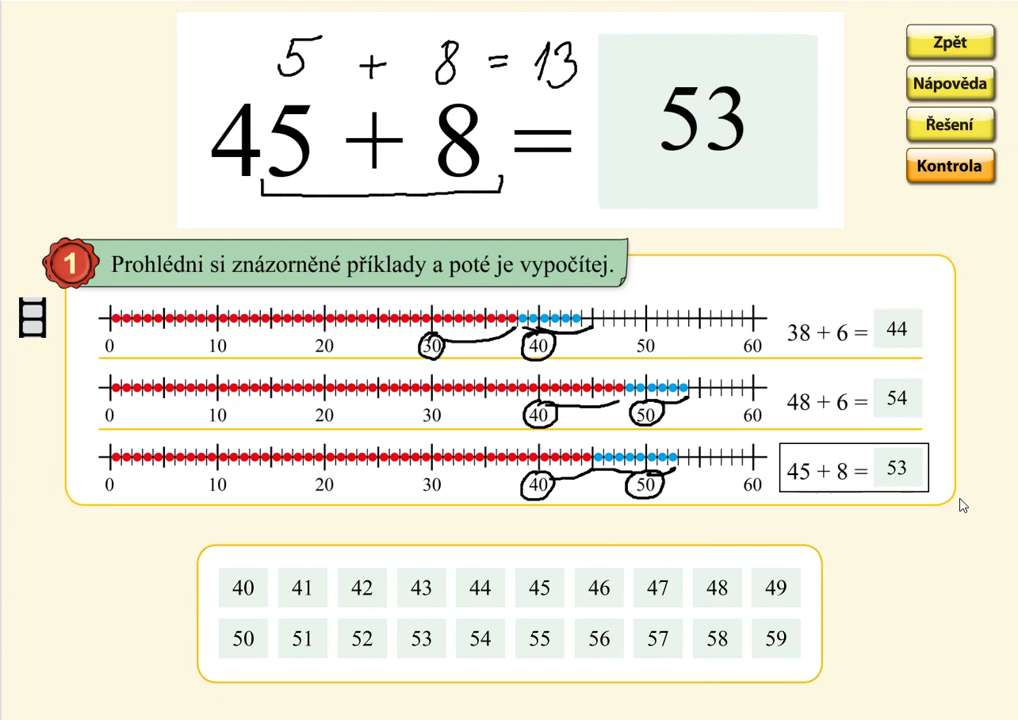 5 + 8 = 13
45 + 8 = 53
Zpět
Nápověda
Řešení
Kontrola
1 Prohlédni si znázorněné příklady a poté je vypočítej.
0 10 20 30 40 50 60
38 + 6 = 44
0 10 20 30 40 50 60
48 + 6 = 54
0 10 20 30 40 50 60
45 + 8 = 53
40 41 42 43 44 45 46 47 48 49
50 51 52 53 54 55 56 57 58 59